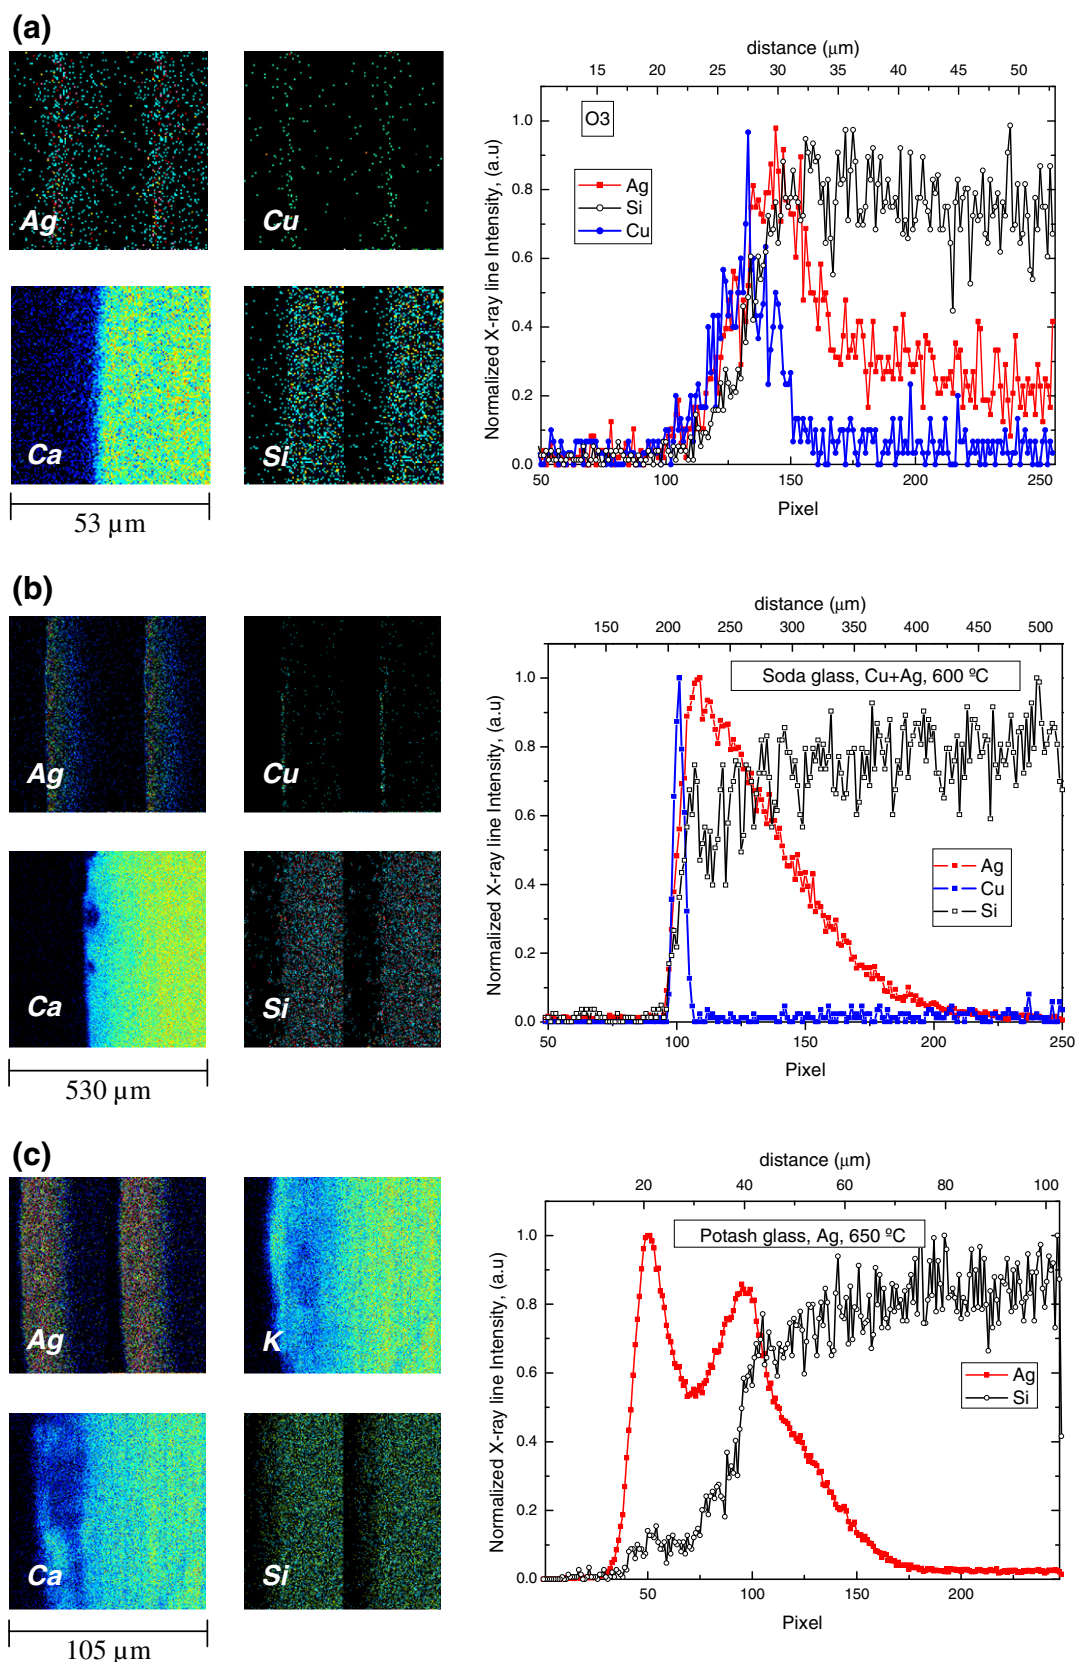 (a)
Ag
Cu
Ca
Si
53 µm
distance (µm)
15 20 22 25 27 30 32 35 38 40 42 45 47 50
O3
Ag
Si
Cu
Normalized X-ray line Intensity, (a.u)
1.0
0.8
0.6
0.4
0.2
0.0
50 100 150 200 250
Pixel
(b)
Ag
Cu
Ca
Si
530 µm
distance (µm)
150 200 250 300 350 400 450 500
Soda glass, Cu+Ag, 600 ºC
Ag
Cu
Si
Normalized X-ray line Intensity, (a.u)
1.0
0.8
0.6
0.4
0.2
0.0
50 100 150 200 250
Pixel
(c)
Ag
K
Ca
Si
105 µm
distance (µm)
20 40 60 80 100
Potash glass, Ag, 650 ºC
Ag
Si
Normalized X-ray line Intensity, (a.u)
1.0
0.8
0.6
0.4
0.2
0.0
50 100 150 200
Pixel